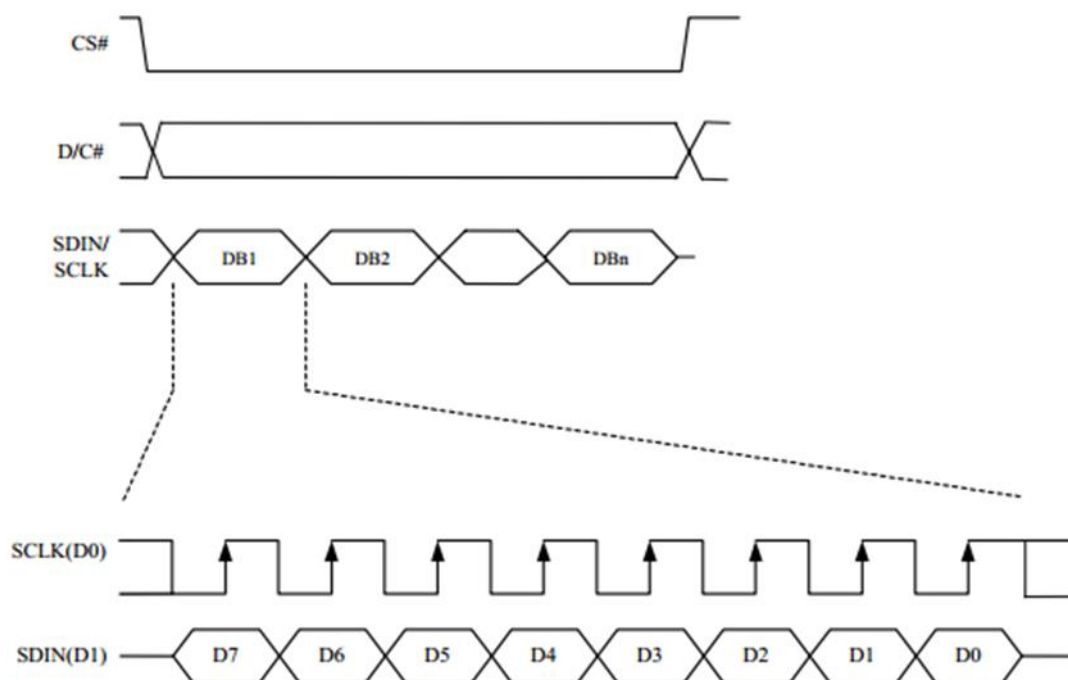 CS#
D/C#
SDIN/
SCLK
DB1 DB2 DBn
SCLK(D0)
SDIN(D1) D7 D6 D5 D4 D3 D2 D1 D0